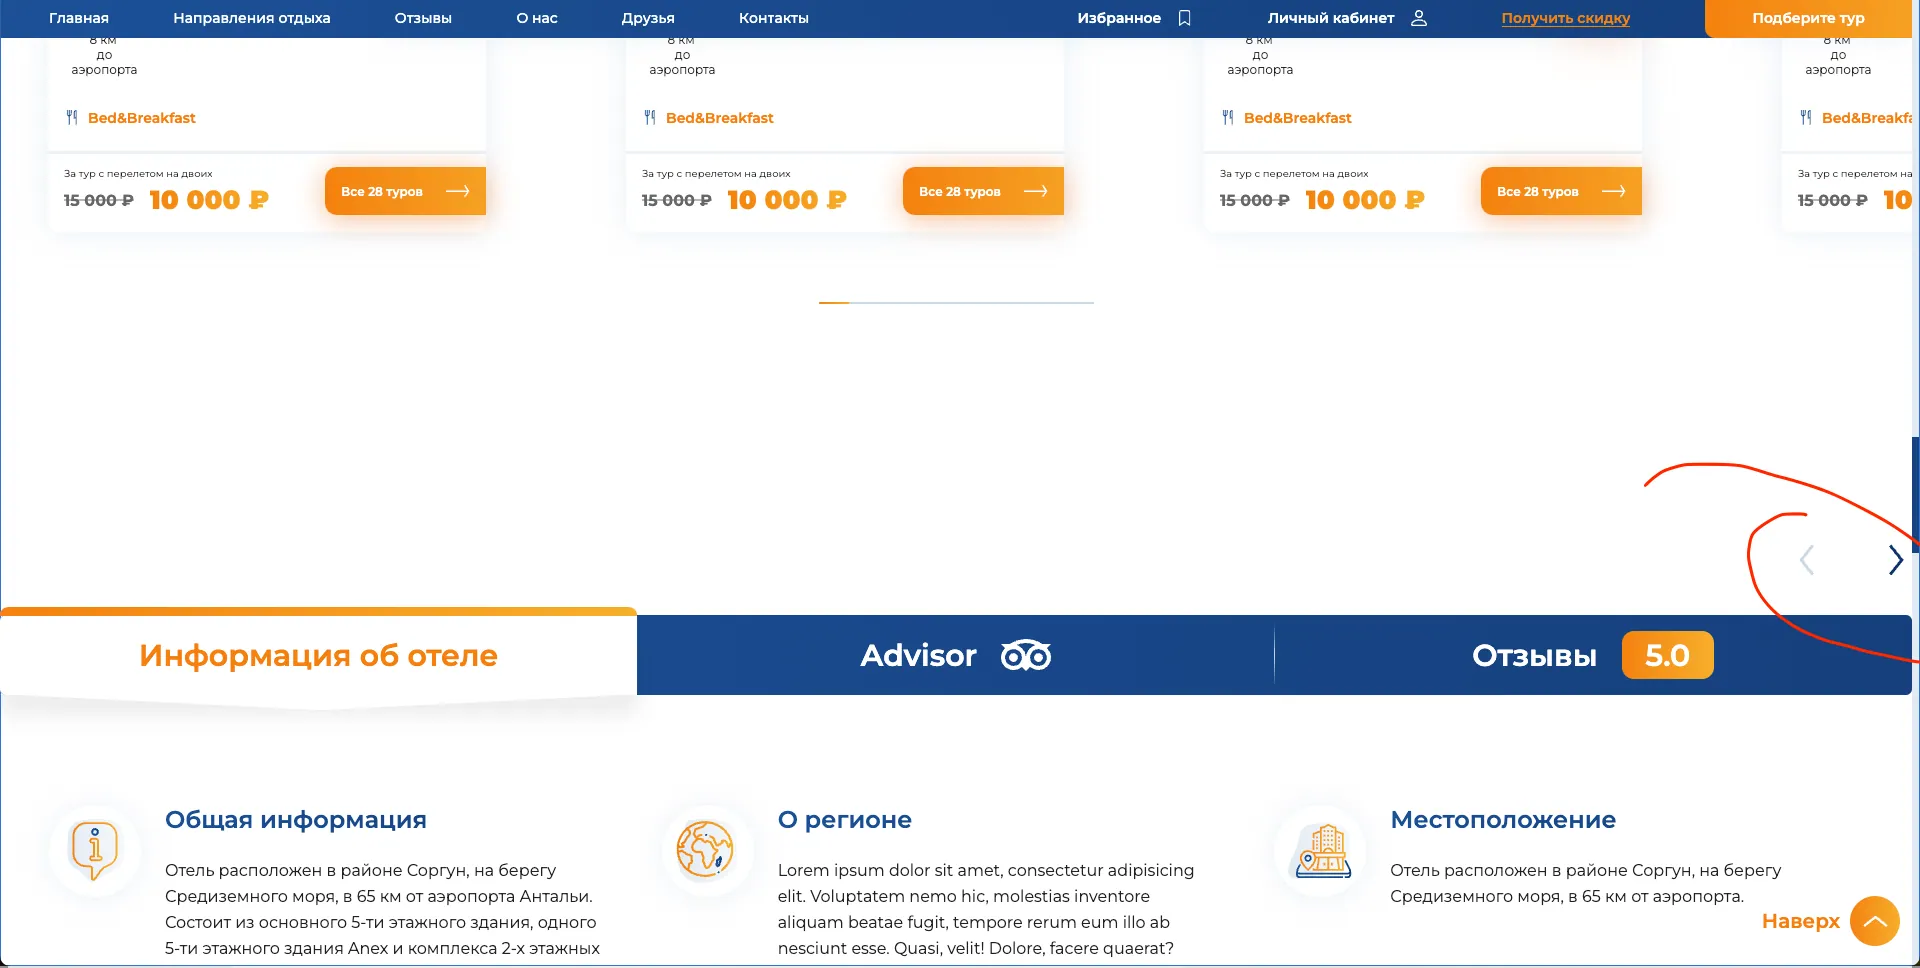 Главная Направления отдыха Отзывы О нас Друзья Контакты Избранное Личный кабинет Получить скидку Подберите тур
8 км 8 км 8 км 8 км
до до до до
аэропорта аэропорта аэропорта аэропорта
Bed&Breakfast Bed&Breakfast Bed&Breakfast Bed&Breakfa
За тур с перелетом на двоих За тур с перелетом на двоих За тур с перелетом на двоих За тур с перелетом на
15 000 ₽ 10 000 ₽ Все 28 туров 15 000 ₽ 10 000 ₽ Все 28 туров 15 000 ₽ 10 000 ₽ Все 28 туров 15 000 ₽ 10
Информация об отеле Advisor Отзывы 5.0
Общая информация
Отель расположен в районе Соргун, на берегу
Средиземного моря, в 65 км от аэропорта Антальи.
Состоит из основного 5-ти этажного здания, одного
5-ти этажного здания Anex и комплекса 2-х этажных
О регионе
Lorem ipsum dolor sit amet, consectetur adipisicing
elit. Voluptatem nemo hic, molestias inventore
aliquam beatae fugit, tempore rerum eum illo ab
nesciunt esse. Quasi, velit! Dolore, facere quaerat?
Местоположение
Отель расположен в районе Соргун, на берегу
Средиземного моря, в 65 км от аэропорта.
Наверх